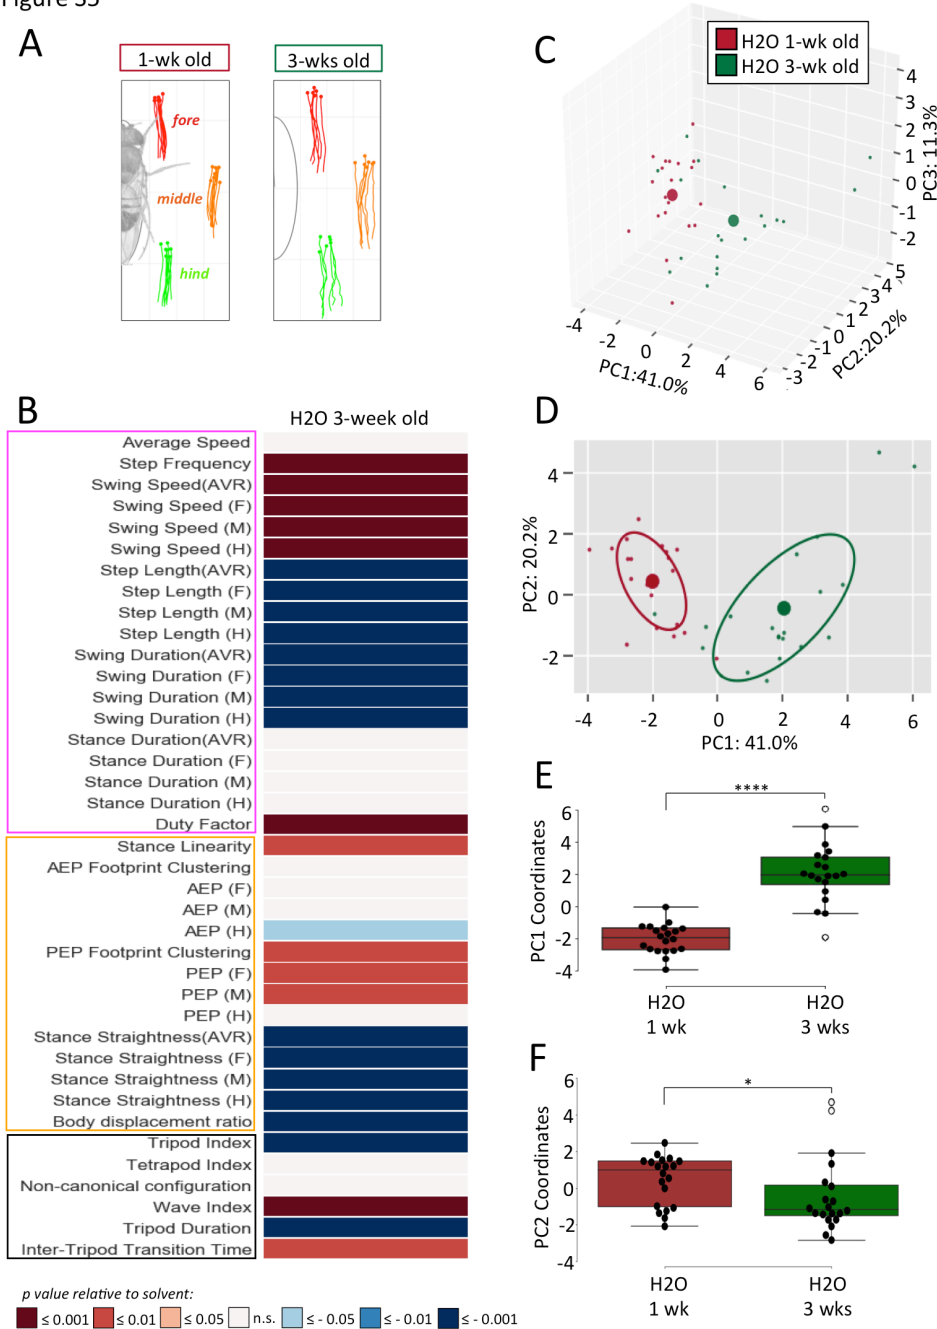 Figure S5
A
1-wk old
3-wks old
fore
middle
hind
B
H2O 3-week old
Average Speed
Step Frequency
Swing Speed(AVR)
Swing Speed (F)
Swing Speed (M)
Swing Speed (H)
Step Length(AVR)
Step Length (F)
Step Length (M)
Step Length (H)
Swing Duration(AVR)
Swing Duration (F)
Swing Duration (M)
Swing Duration (H)
Stance Duration(AVR)
Stance Duration (F)
Stance Duration (M)
Stance Duration (H)
Duty Factor
Stance Linearity
AEP Footprint Clustering
AEP (F)
AEP (M)
AEP (H)
PEP Footprint Clustering
PEP (F)
PEP (M)
PEP (H)
Stance Straightness(AVR)
Stance Straightness (F)
Stance Straightness (M)
Stance Straightness (H)
Body displacement ratio
Tripod Index
Tetrapod Index
Non-canonical configuration
Wave Index
Tripod Duration
Inter-Tripod Transition Time
p value relative to solvent:
≤ 0.001 ≤ 0.01 ≤ 0.05 n.s. ≤ - 0.05 ≤ - 0.01 ≤ - 0.001
C
H2O 1-wk old
H2O 3-wk old
4
3
2
1
0
-1
-2
PC3: 11.3%
5
4
3
2
1
0
-1
-2
-3
PC2:20.2%
-4
-2
0
2
4
6
PC1:41.0%
D
4
2
0
-2
PC2: 20.2%
-4 -2 0 2 4 6
PC1: 41.0%
E
****
6
4
2
0
-2
-4
PC1 Coordinates
H2O H2O
1 wk 3 wks
F
*
6
4
2
0
-2
-4
PC2 Coordinates
H2O H2O
1 wk 3 wks